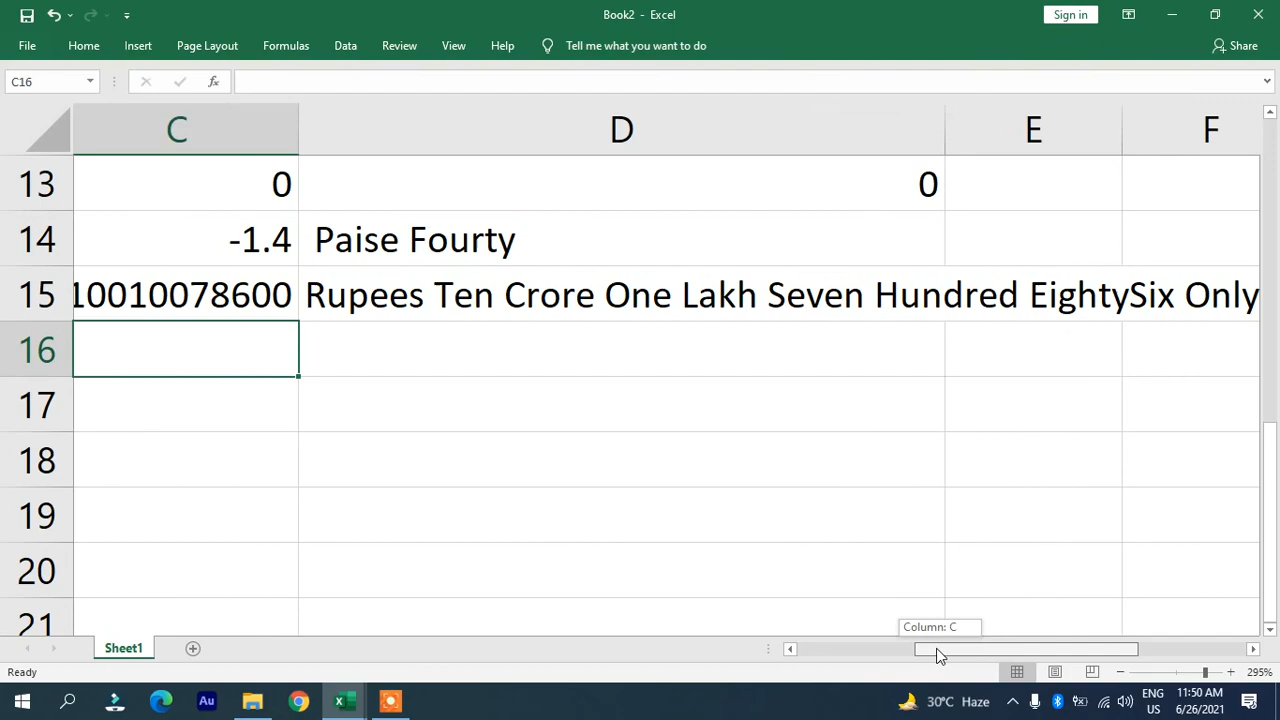 Book2 - Excel
Sign in
File Home Insert Page Layout Formulas Data Review View Help Tell me what you want to do Share
C16 fx
C D E F
13 0 0
14 -1.4 Paise Fourty
15 10010078600 Rupees Ten Crore One Lakh Seven Hundred EightySix Only
16
17
18
19
20
21
Column: C
Sheet1
Ready 295%
Au 30°C Haze ENG US 11:50 AM 6/26/2021